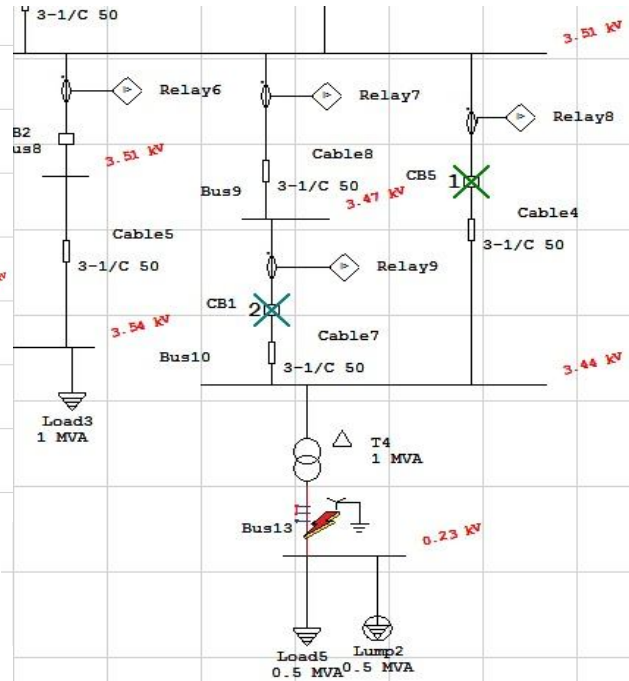 3-1/C 50
3.51 kV
Relay6
Relay7
Relay8
B2
us8
3.51 kV
Cable8
3-1/C 50
CB5
1
Bus9
3.47 kV
Cable4
3-1/C 50
Cable5
3-1/C 50
Relay9
CB1
2
3.54 kV
Cable7
Bus10
3-1/C 50
3.44 kV
Load3
1 MVA
T4
1 MVA
Bus13
0.23 kV
Load5
0.5 MVA
Lump2
0.5 MVA